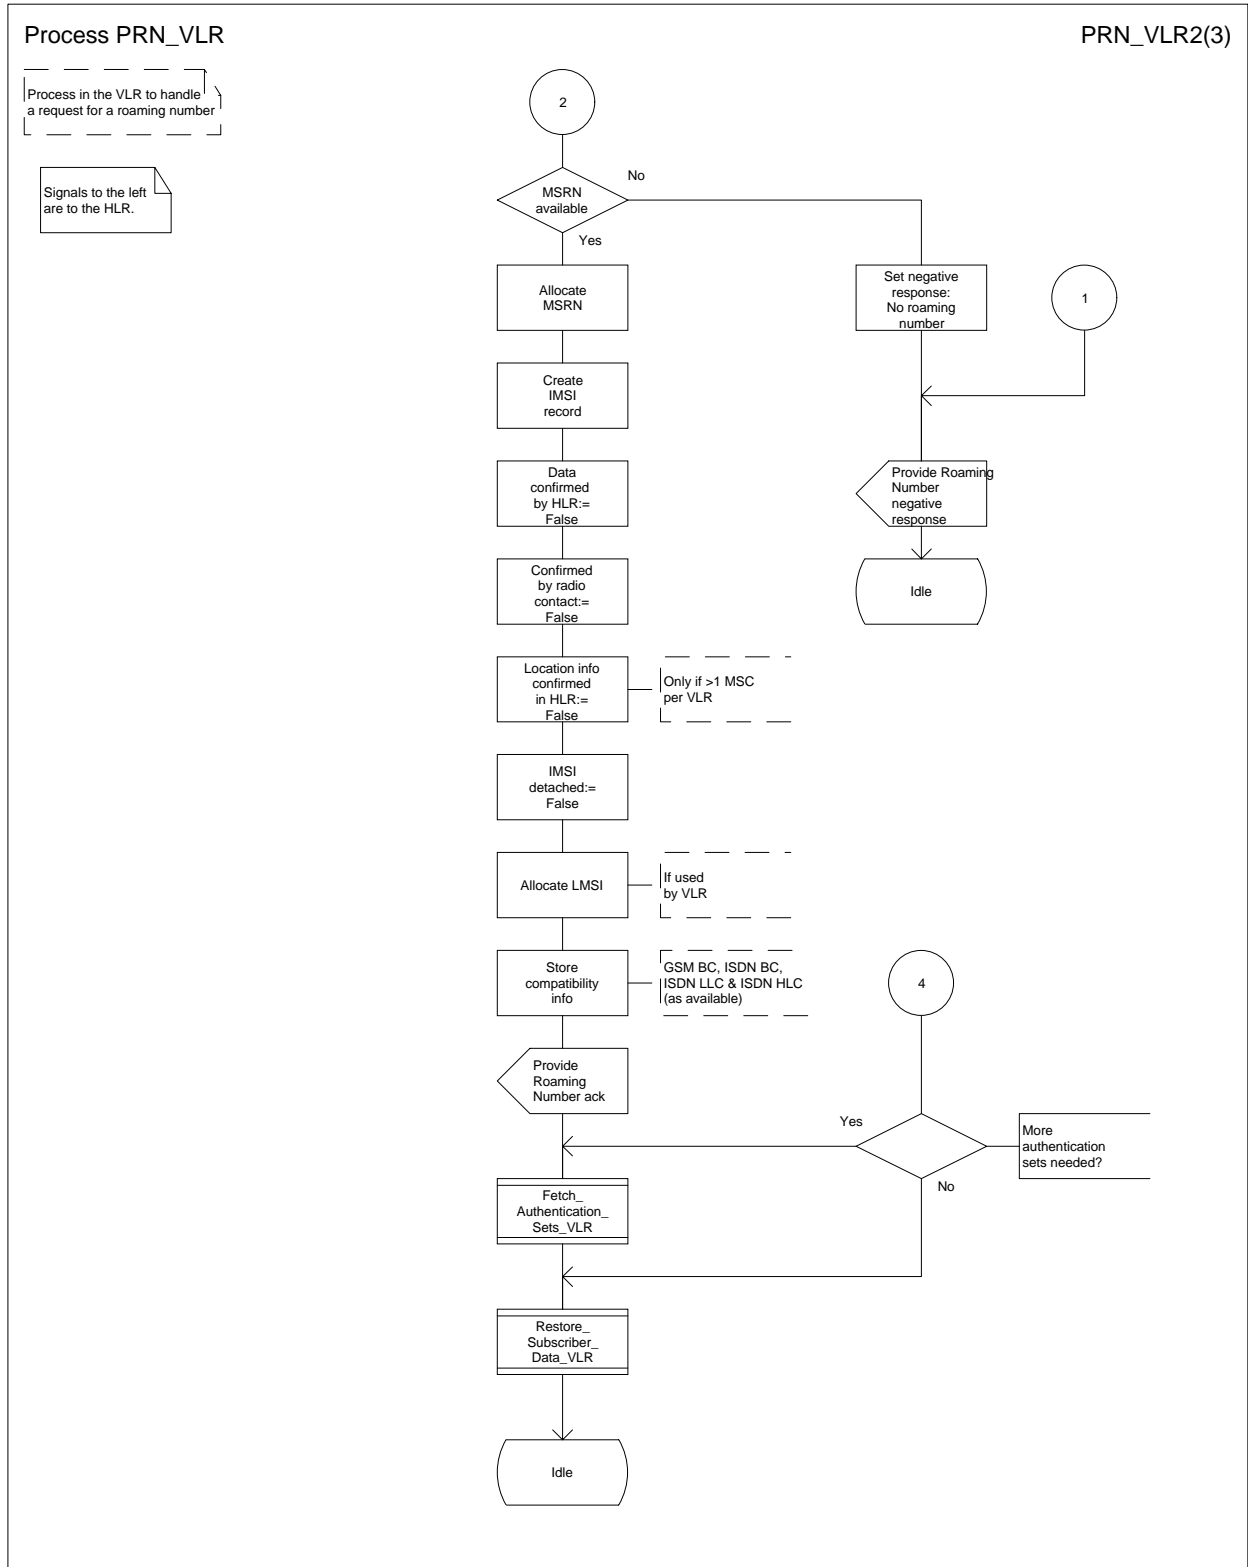 Process PRN_VLR
PRN_VLR2(3)
Process in the VLR to handle
a request for a roaming number
Signals to the left
are to the HLR.
2
MSRN
available
No
Yes
Allocate
MSRN
Set negative
response:
No roaming
number
1
Create
IMSI
record
Data
confirmed
by HLR:=
False
Provide Roaming
Number
negative
response
Confirmed
by radio
contact:=
False
Idle
Location info
confirmed
in HLR:=
False
Only if >1 MSC
per VLR
IMSI
detached:=
False
Allocate LMSI
If used
by VLR
Store
compatibility
info
GSM BC, ISDN BC,
ISDN LLC & ISDN HLC
(as available)
4
Provide
Roaming
Number ack
Yes
More
authentication
sets needed?
No
Fetch_
Authentication_
Sets_VLR
Restore_
Subscriber_
Data_VLR
Idle